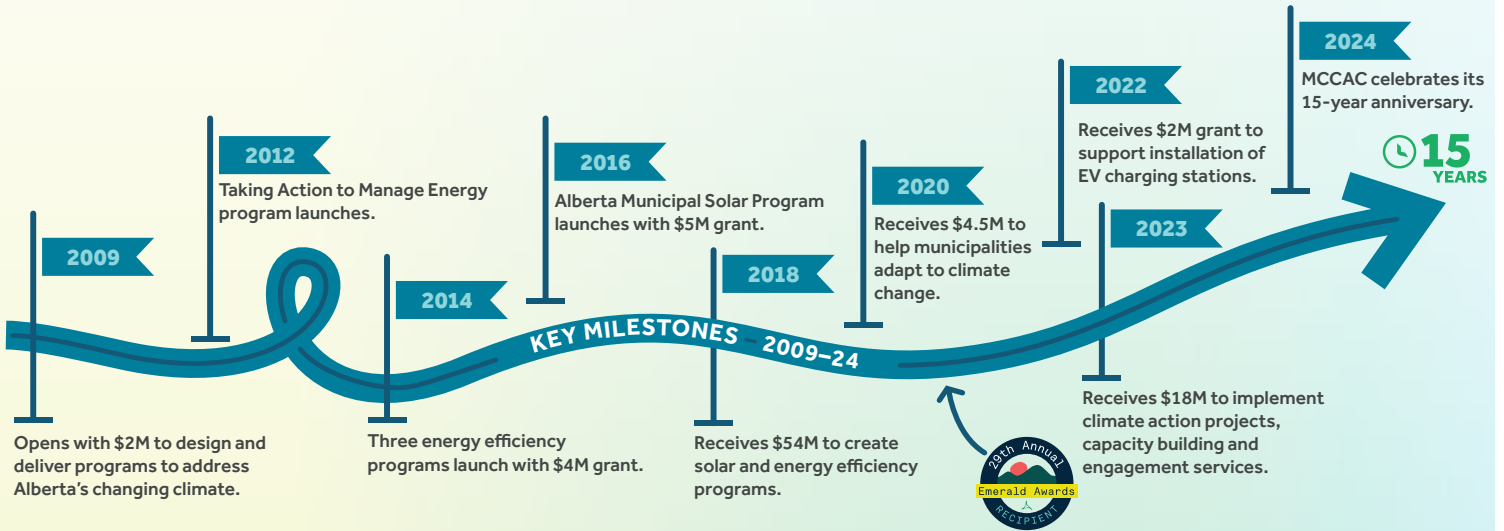 2009
Opens with $2M to design and
deliver programs to address
Alberta's changing climate.
2012
Taking Action to Manage Energy
program launches.
2014
Three energy efficiency
programs launch with $4M grant.
2016
Alberta Municipal Solar Program
launches with $5M grant.
KEY MILESTONES – 2009–24
2018
Receives $54M to create
solar and energy efficiency
programs.
2020
Receives $4.5M to
help municipalities
adapt to climate
change.
29th Annual
Emerald Awards
RECIPIENT
2022
Receives $2M grant to
support installation of
EV charging stations.
2023
Receives $18M to implement
climate action projects,
capacity building and
engagement services.
2024
MCCAC celebrates its
15-year anniversary.
15
YEARS